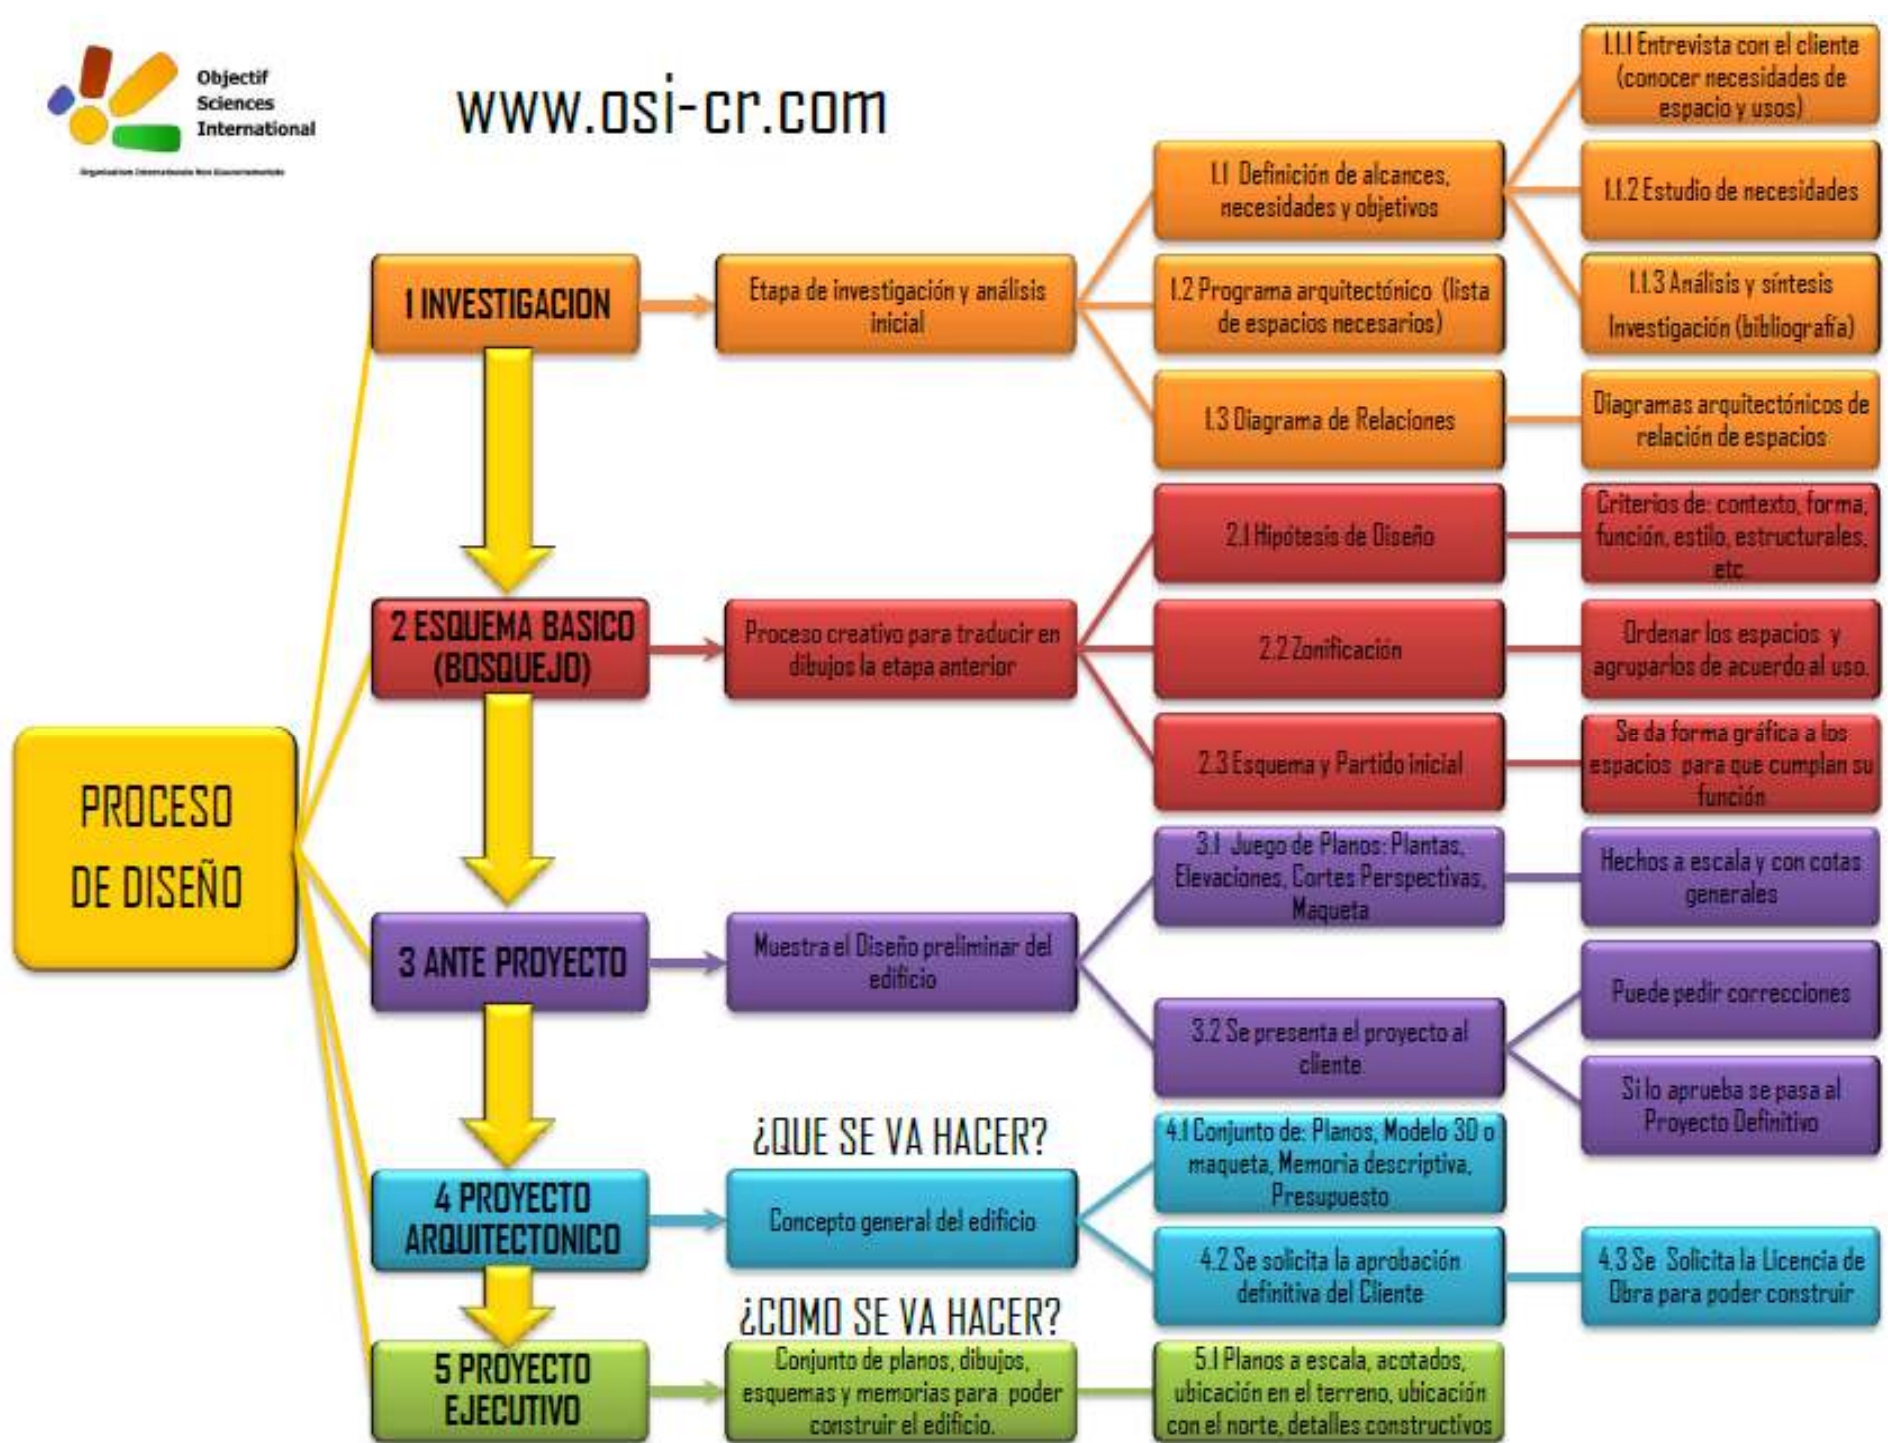 Objectif
Sciences
International
Organisation Internationale Non Gouvernementale
www.osi-cr.com
PROCESO
DE DISEÑO
1 INVESTIGACION
Etapa de investigación y análisis
inicial
1.1 Definición de alcances,
necesidades y objetivos
1.1.1 Entrevista con el cliente
(conocer necesidades de
espacio y usos)
1.1.2 Estudio de necesidades
1.1.3 Análisis y síntesis
Investigación (bibliografía)
1.2 Programa arquitectónico (lista
de espacios necesarios)
1.3 Diagrama de Relaciones
Diagramas arquitectónicos de
relación de espacios
2 ESQUEMA BASICO
(BOSQUEJO)
Proceso creativo para traducir en
dibujos la etapa anterior
2.1 Hipótesis de Diseño
Criterios de: contexto, forma,
función, estilo, estructurales,
etc
2.2 Zonificación
Ordenar los espacios y
agruparlos de acuerdo al uso.
2.3 Esquema y Partido inicial
Se da forma gráfica a los
espacios para que cumplan su
función
3 ANTE PROYECTO
Muestra el Diseño preliminar del
edificio
3.1 Juego de Planos: Plantas,
Elevaciones, Cortes Perspectivas,
Maqueta
Hechos a escala y con cotas
generales
3.2 Se presenta el proyecto al
cliente
Puede pedir correcciones
Si lo aprueba se pasa al
Proyecto Definitivo
4 PROYECTO
ARQUITECTONICO
¿QUE SE VA HACER?
Concepto general del edificio
4.1 Conjunto de: Planos, Modelo 3D o
maqueta, Memoria descriptiva,
Presupuesto
4.2 Se solicita la aprobación
definitiva del Cliente
4.3 Se Solicita la Licencia de
Obra para poder construir
5 PROYECTO
EJECUTIVO
¿COMO SE VA HACER?
Conjunto de planos, dibujos,
esquemas y memorias para poder
construir el edificio.
5.1 Planos a escala, acotados,
ubicación en el terreno, ubicación
con el norte, detalles constructivos